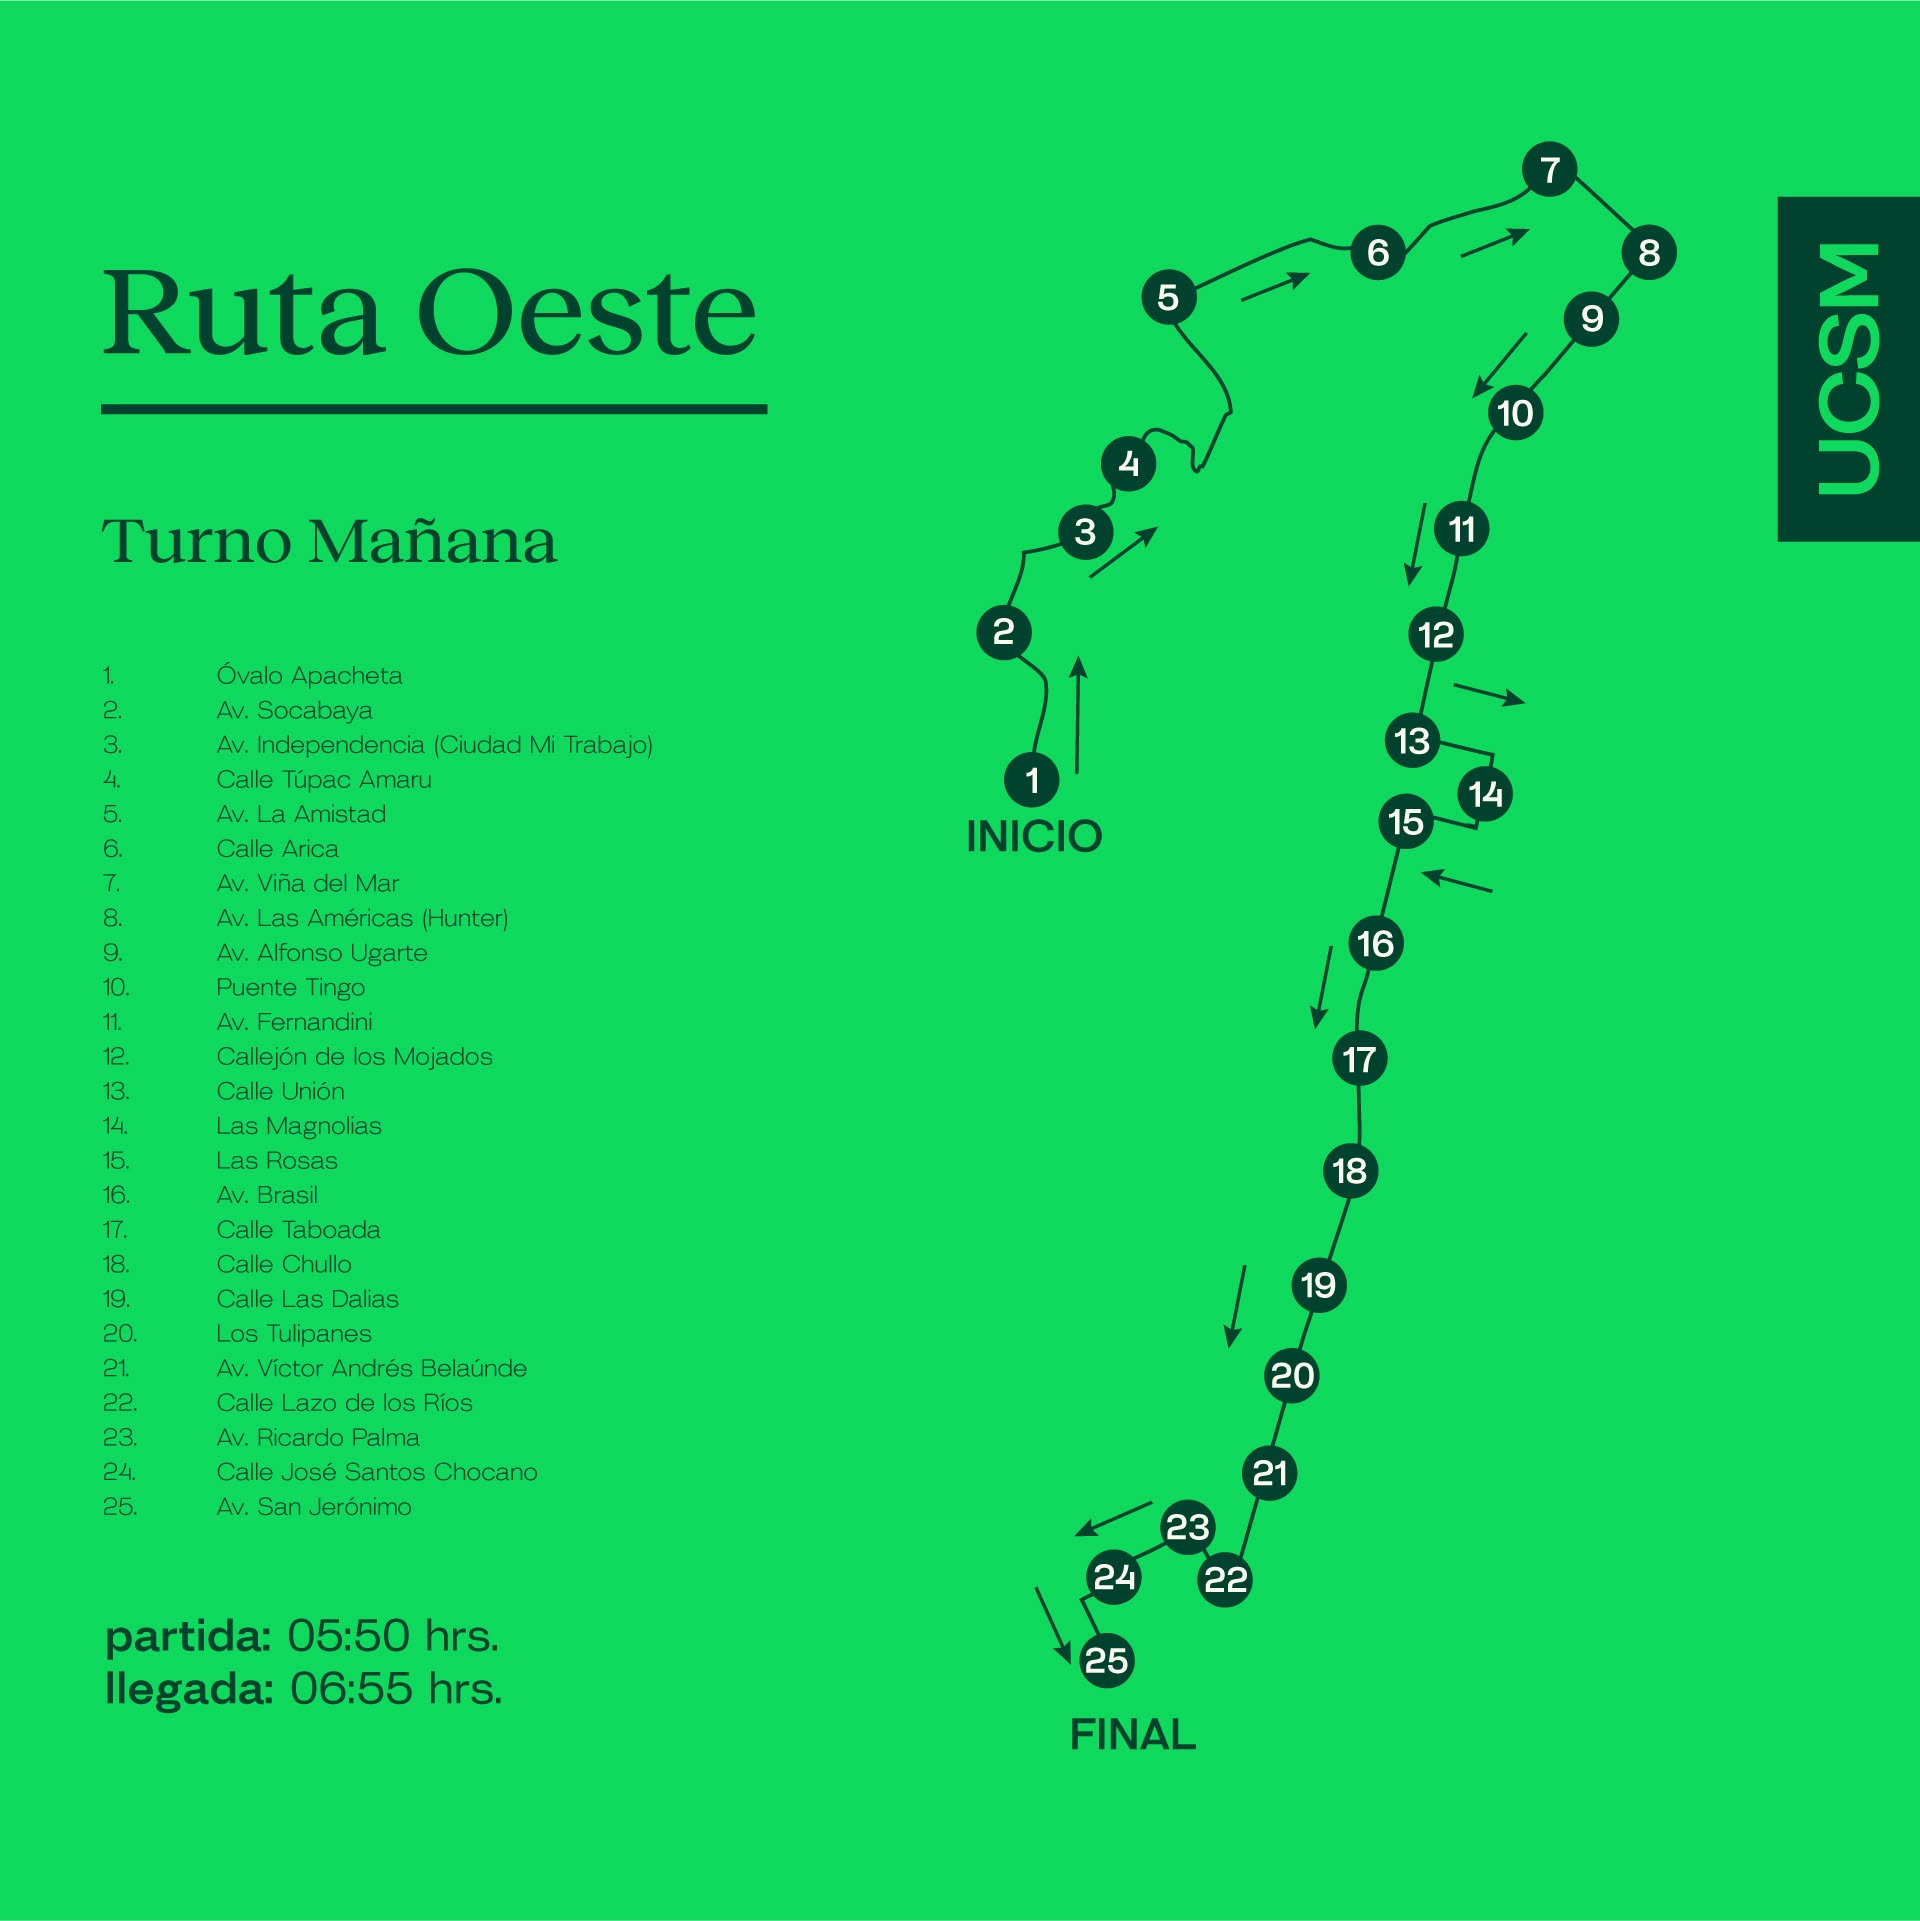 Ruta Oeste
Turno Mañana
1. Óvalo Apacheta
2. Av. Socabaya
3. Av. Independencia (Ciudad Mi Trabajo)
4. Calle Túpac Amaru
5. Av. La Amistad
6. Calle Arica
7. Av. Viña del Mar
8. Av. Las Américas (Hunter)
9. Av. Alfonso Ugarte
10. Puente Tingo
11. Av. Fernandini
12. Callejón de los Mojados
13. Calle Unión
14. Las Magnolias
15. Las Rosas
16. Av. Brasil
17. Calle Taboada
18. Calle Chullo
19. Calle Las Dalias
20. Los Tulipanes
21. Av. Víctor Andrés Belaúnde
22. Calle Lazo de los Ríos
23. Av. Ricardo Palma
24. Calle José Santos Chocano
25. Av. San Jerónimo
partida: 05:50 hrs.
llegada: 06:55 hrs.
1
INICIO
2
3
4
5
6
7
8
9
10
11
12
13
14
15
16
17
18
19
20
21
22
23
24
25
FINAL
UCSM